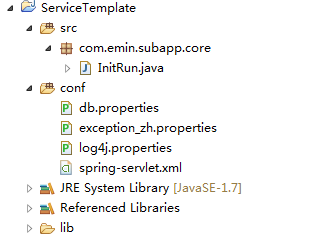 ServiceTemplate
src
com.emin.subapp.core
InitRun.java
conf
db.properties
exception_zh.properties
log4j.properties
spring-servlet.xml
JRE System Library [JavaSE-1.7]
Referenced Libraries
lib